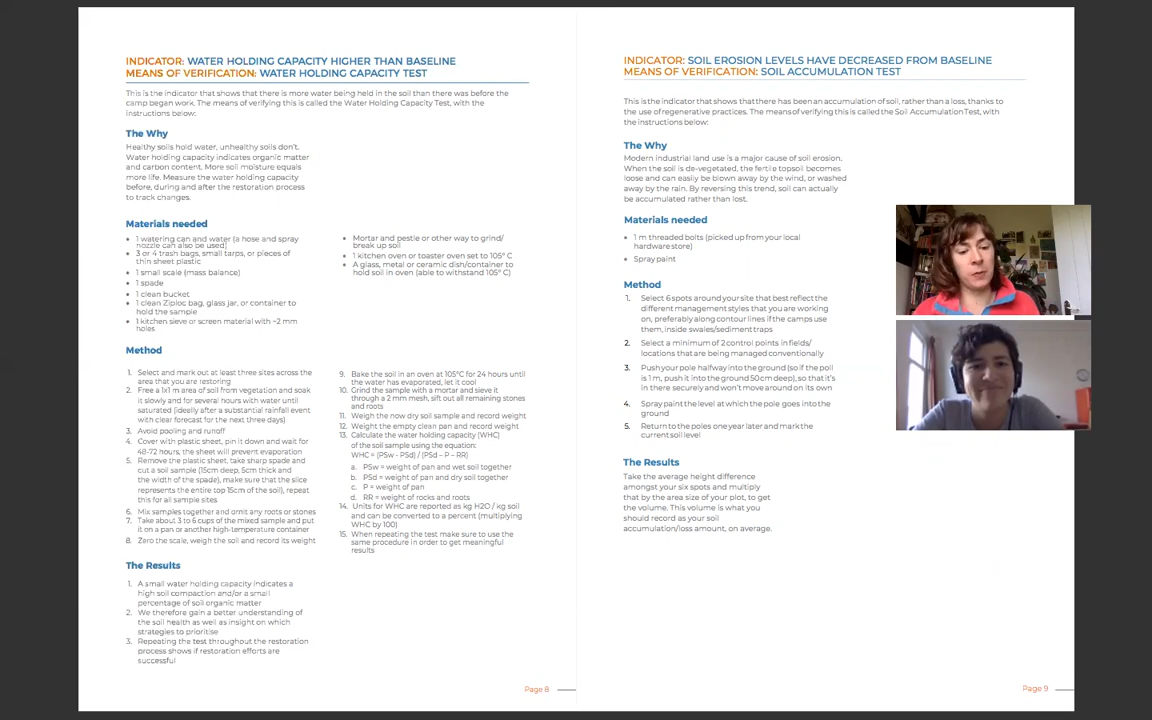 INDICATOR: WATER HOLDING CAPACITY HIGHER THAN BASELINE
MEANS OF VERIFICATION: WATER HOLDING CAPACITY TEST
This is the indicator that shows that there is more water being held in the soil than there was before the
camp began work. The means of verifying this is called the Water Holding Capacity Test, with the
instructions below:
The Why
Healthy soils hold water, unhealthy soils don't.
Water holding capacity indicates organic matter
and carbon content. More soil moisture equals
more life. Measure the water holding capacity
before, during and after the restoration process
to track changes.
Materials needed
• 1 watering can and water (a hose and spray
nozzle can also be used)
• 3 or 4 trash bags, small tarps, or pieces of
thin sheet plastic
• 1 small scale (mass balance)
• 1 spade
• 1 clean bucket
• 1 clean Ziploc bag, glass jar, or container to
hold the sample
• 1 kitchen sieve or screen material with ~2 mm
holes
• Mortar and pestle or other way to grind/
break up soil
• 1 kitchen oven or toaster oven set to 105° C
• A glass, metal or ceramic dish/container to
hold soil in oven (able to withstand 105° C)
Method
1. Select and mark out at least three sites across the
area that you are restoring
2. Free a 1x1 m area of soil from vegetation and soak
it slowly and for several hours with water until
saturated (ideally after a substantial rainfall event
with clear forecast for the next three days)
3. Avoid pooling and runoff
4. Cover with plastic sheet, pin it down and wait for
48-72 hours, the sheet will prevent evaporation
5. Remove the plastic sheet, take sharp spade and
cut a soil sample (15cm deep, 5cm thick and
the width of the spade), make sure that the slice
represents the entire top 15cm of the soil), repeat
this for all sample sites
6. Mix samples together and omit any roots or stones
7. Take about 3 to 6 cups of the mixed sample and put
it on a pan or another high-temperature container
8. Zero the scale, weigh the soil and record its weight
9. Bake the soil in an oven at 105°C for 24 hours until
the water has evaporated, let it cool
10. Grind the sample with a mortar and sieve it
through a 2 mm mesh, sift out all remaining stones
and roots
11. Weigh the now dry soil sample and record weight
12. Weight the empty clean pan and record weight
13. Calculate the water holding capacity (WHC)
of the soil sample using the equation:
WHC = (PSw - PSd) / (PSd – P – RR)
a. PSw = weight of pan and wet soil together
b. PSd = weight of pan and dry soil together
c. P = weight of pan
d. RR = weight of rocks and roots
14. Units for WHC are reported as kg H2O / kg soil
and can be converted to a percent (multiplying
WHC by 100)
15. When repeating the test make sure to use the
same procedure in order to get meaningful
results
The Results
1. A small water holding capacity indicates a
high soil compaction and/or a small
percentage of soil organic matter
2. We therefore gain a better understanding of
the soil health as well as insight on which
strategies to prioritise
3. Repeating the test throughout the restoration
process shows if restoration efforts are
successful
Page 8
INDICATOR: SOIL EROSION LEVELS HAVE DECREASED FROM BASELINE
MEANS OF VERIFICATION: SOIL ACCUMULATION TEST
This is the indicator that shows that there has been an accumulation of soil, rather than a loss, thanks to
the use of regenerative practices. The means of verifying this is called the Soil Accumulation Test, with
the instructions below:
The Why
Modern industrial land use is a major cause of soil erosion.
When the soil is de-vegetated, the fertile topsoil becomes
loose and can easily be blown away by the wind, or washed
away by the rain. By reversing this trend, soil can actually
be accumulated rather than lost.
Materials needed
• 1 m threaded bolts (picked up from your local
hardware store)
• Spray paint
Method
1. Select 6 spots around your site that best reflect the
different management styles that you are working
on, preferably along contour lines if the camps use
them, inside swales/sediment traps
2. Select a minimum of 2 control points in fields/
locations that are being managed conventionally
3. Push your pole halfway into the ground (so if the poll
is 1 m, push it into the ground 50cm deep), so that it's
in there securely and won't move around on its own
4. Spray paint the level at which the pole goes into the
ground
5. Return to the poles one year later and mark the
current soil level
The Results
Take the average height difference
amongst your six spots and multiply
that by the area size of your plot, to get
the volume. This volume is what you
should record as your soil
accumulation/loss amount, on average.
Page 9